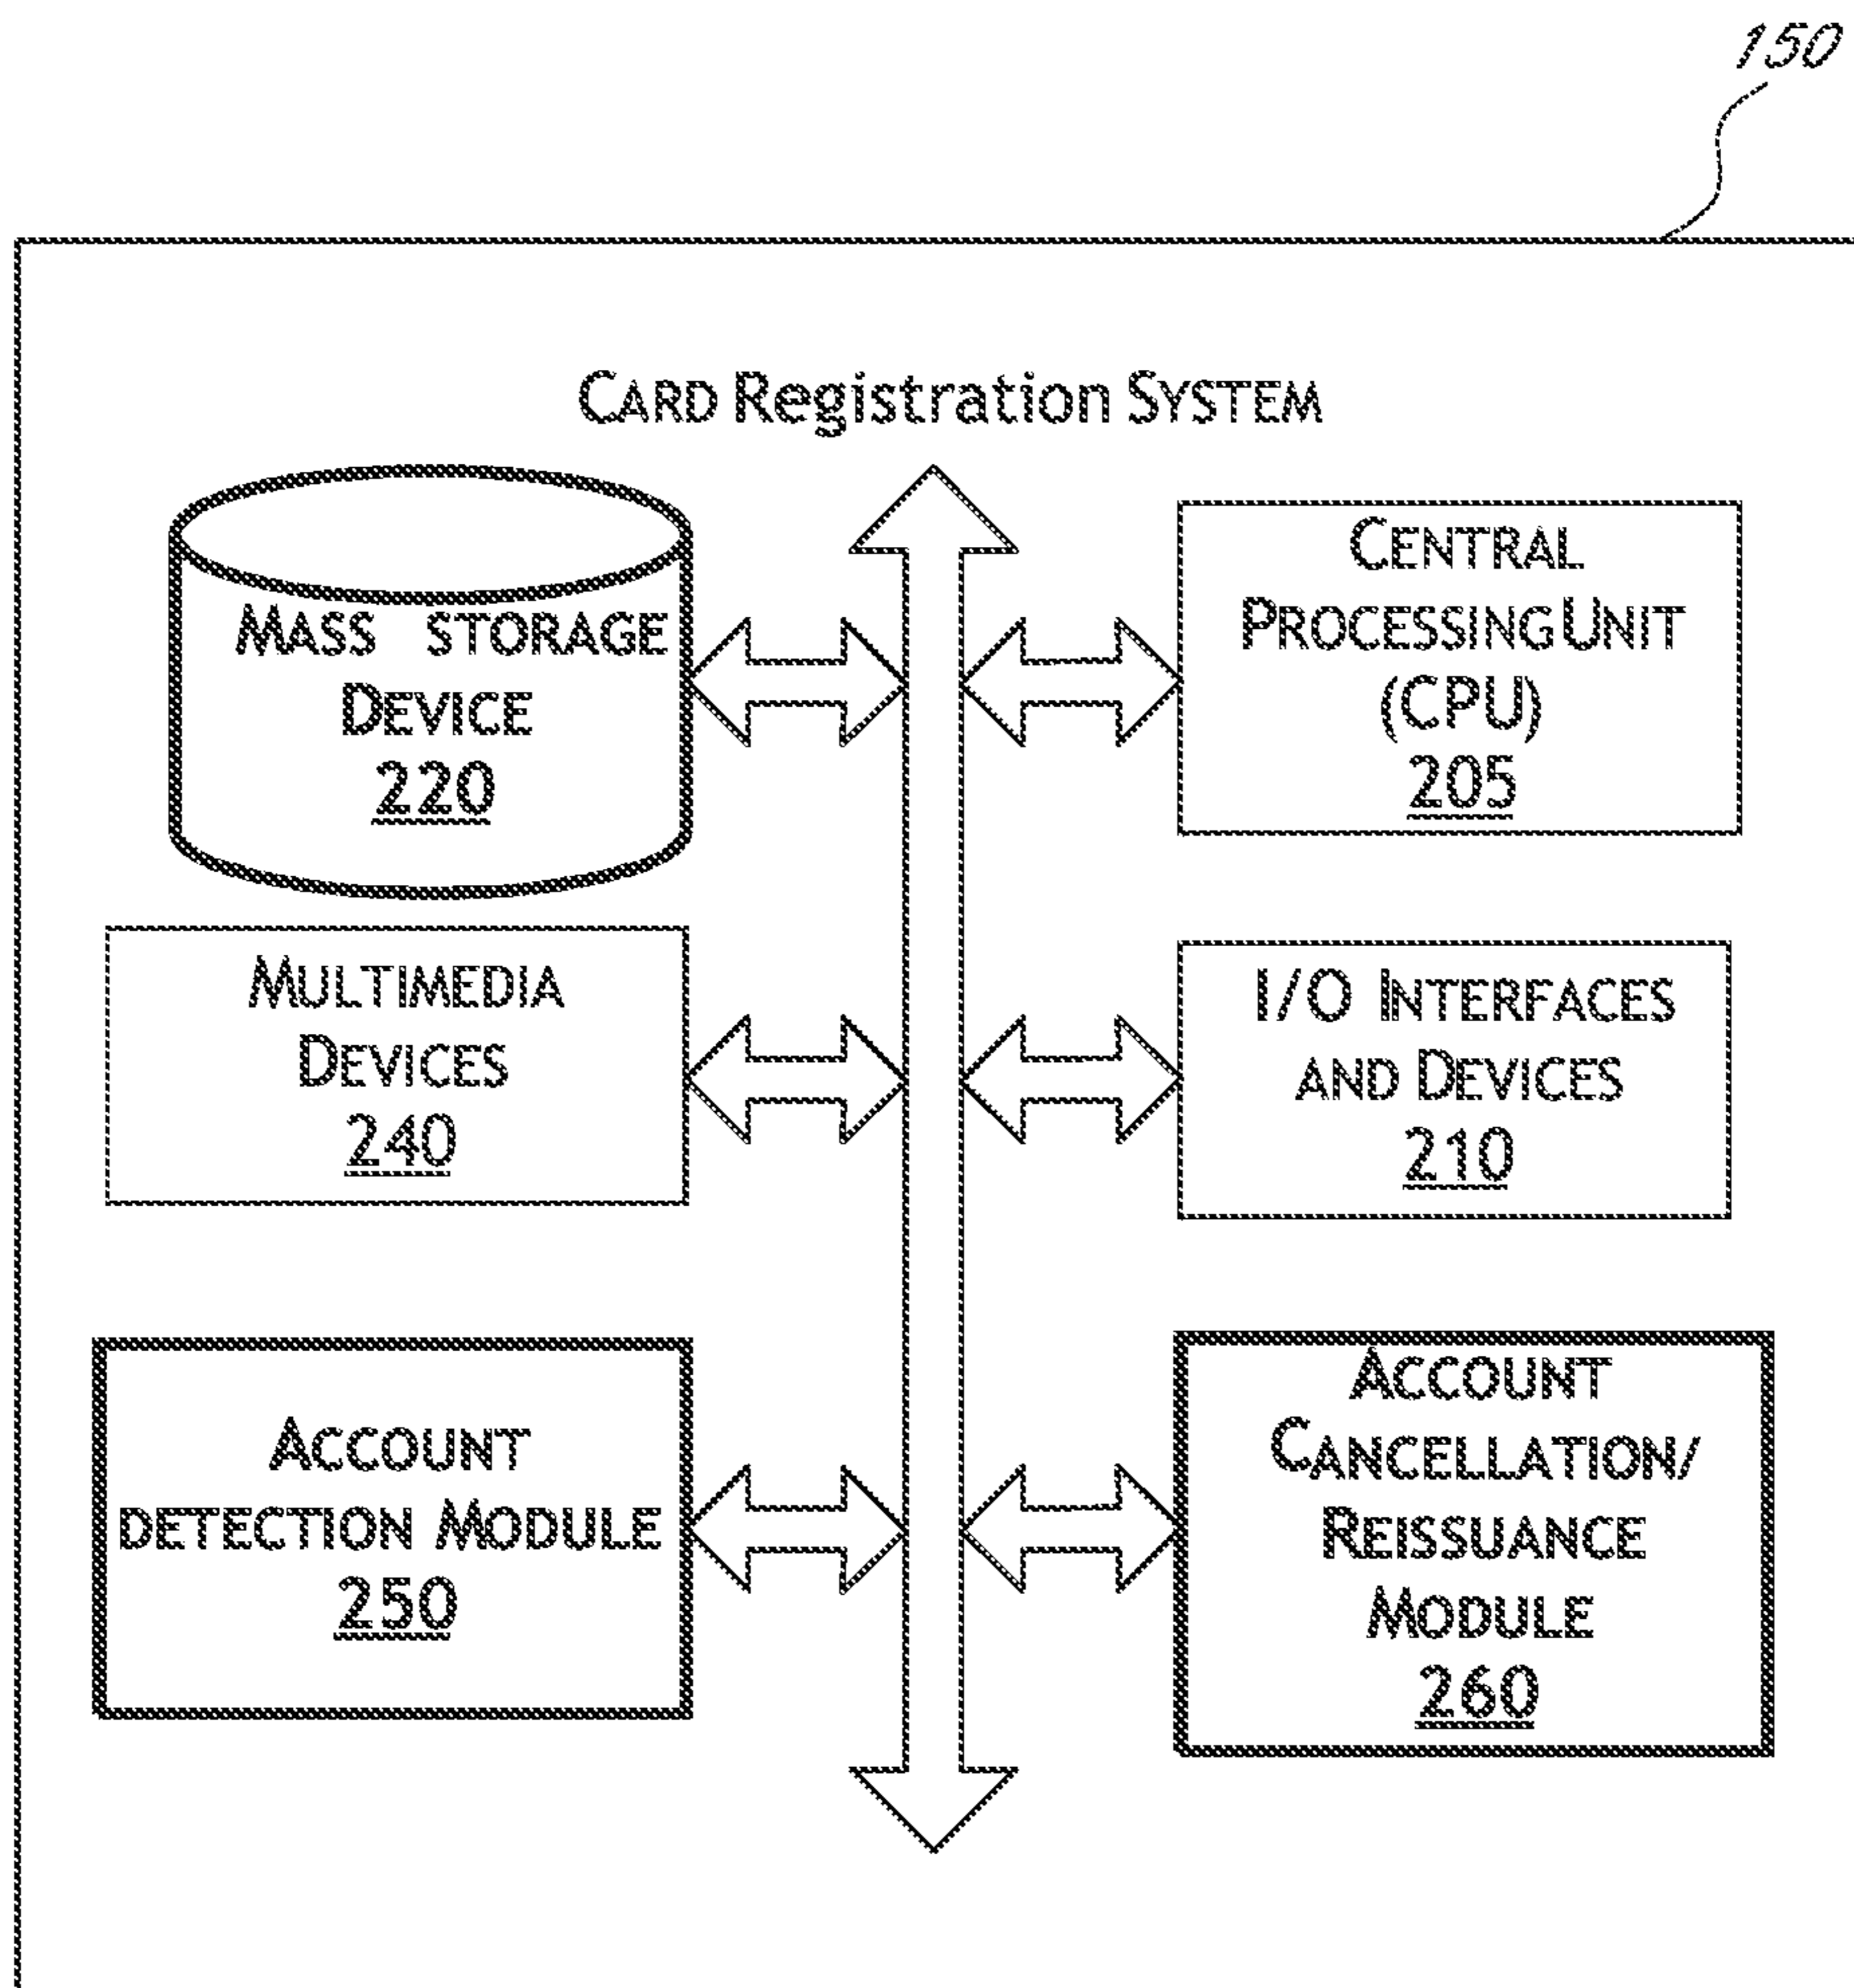 150
CARD Registration SYSTEM
MASS STORAGE
DEVICE
220
CENTRAL
PROCESSING UNIT
(CPU)
205
MULTIMEDIA
DEVICES
240
I/O INTERFACES
AND DEVICES
210
ACCOUNT
DETECTION MODULE
250
ACCOUNT
CANCELLATION/
REISSUANCE
MODULE
260